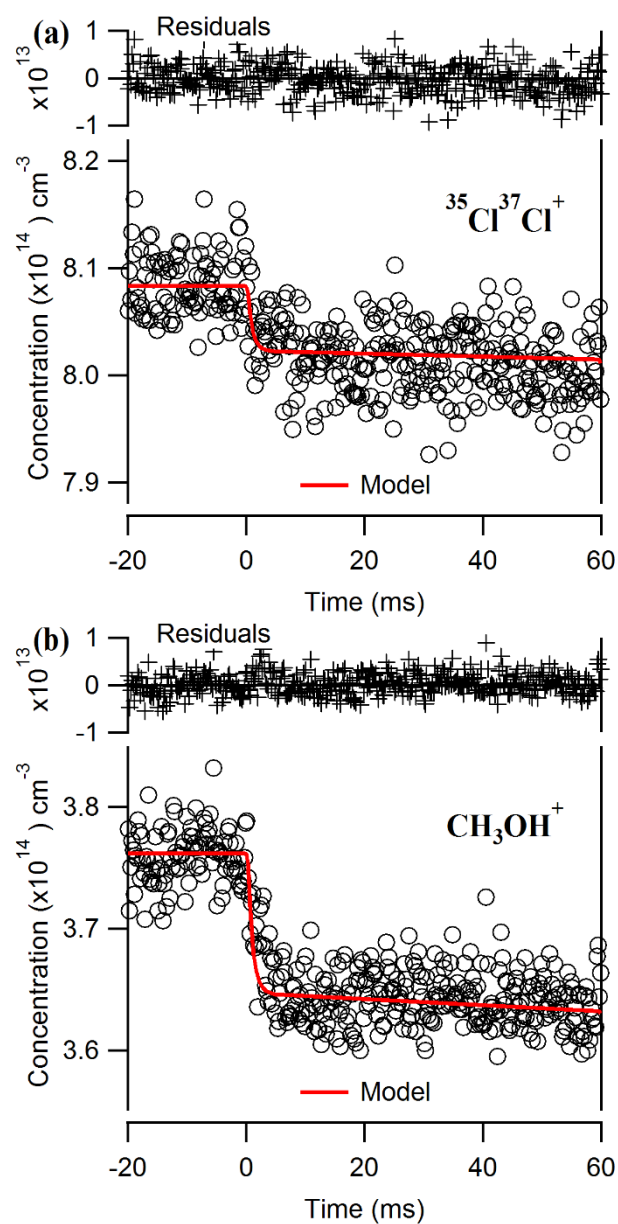 (a) Residuals
1
0
-1
x10^13
8.2
8.1
8.0
7.9
Concentration (x10^14) cm^-3
^35Cl^37Cl^+
Model
-20 0 20 40 60
Time (ms)
(b) Residuals
1
0
-1
x10^13
3.8
3.7
3.6
Concentration (x10^14) cm^-3
CH₃OH^+
Model
-20 0 20 40 60
Time (ms)